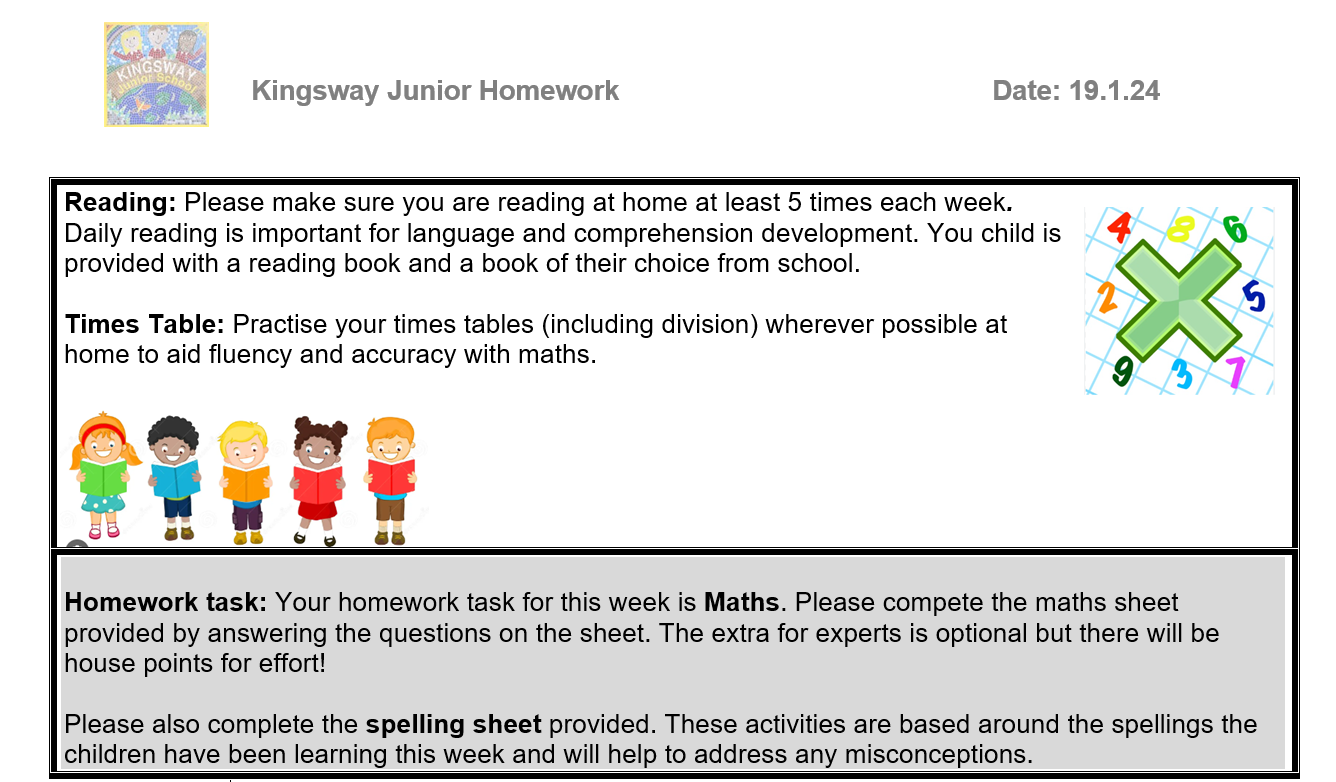 KINGSWAY
Junior School
Kingsway Junior Homework
Date: 19.1.24
Reading: Please make sure you are reading at home at least 5 times each week.
Daily reading is important for language and comprehension development. You child is
provided with a reading book and a book of their choice from school.
Times Table: Practise your times tables (including division) wherever possible at
home to aid fluency and accuracy with maths.
4 8 6
2 5
9 3 7
Homework task: Your homework task for this week is Maths. Please compete the maths sheet
provided by answering the questions on the sheet. The extra for experts is optional but there will be
house points for effort!
Please also complete the spelling sheet provided. These activities are based around the spellings the
children have been learning this week and will help to address any misconceptions.